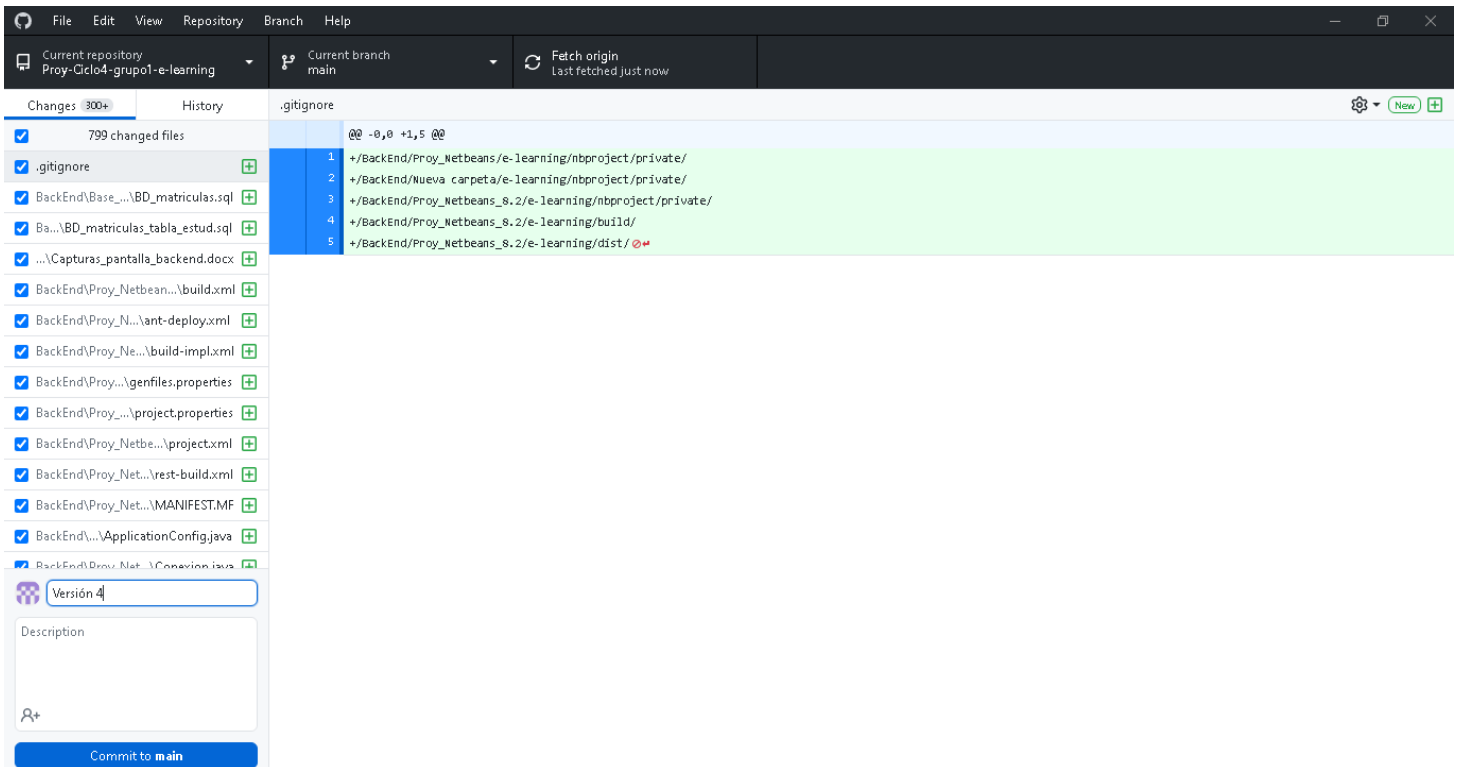 File Edit View Repository Branch Help
Current repository
Proy-Ciclo4-grupo1-e-learning
Current branch
main
Fetch origin
Last fetched just now
Changes 300+ History
.gitignore
New
799 changed files
@@ -0,0 +1,5 @@
.gitignore
1 +/BackEnd/Proy_Netbeans/e-learning/nbproject/private/
2 +/BackEnd/Nueva carpeta/e-learning/nbproject/private/
3 +/BackEnd/Proy_Netbeans_8.2/e-learning/nbproject/private/
4 +/BackEnd/Proy_Netbeans_8.2/e-learning/build/
5 +/BackEnd/Proy_Netbeans_8.2/e-learning/dist/
BackEnd\Base_...\BD_matriculas.sql
Ba...\BD_matriculas_tabla_estud.sql
...\Capturas_pantalla_backend.docx
BackEnd\Proy_Netbean...\build.xml
BackEnd\Proy_N...\ant-deploy.xml
BackEnd\Proy_Ne...\build-impl.xml
BackEnd\Proy...\genfiles.properties
BackEnd\Proy_...\project.properties
BackEnd\Proy_Netbe...\project.xml
BackEnd\Proy_Net...\rest-build.xml
BackEnd\Proy_Net...\MANIFEST.MF
BackEnd\...\ApplicationConfig.java
BackEnd\Proy_Net...\Conexion.java
Versión 4
Description
Commit to main